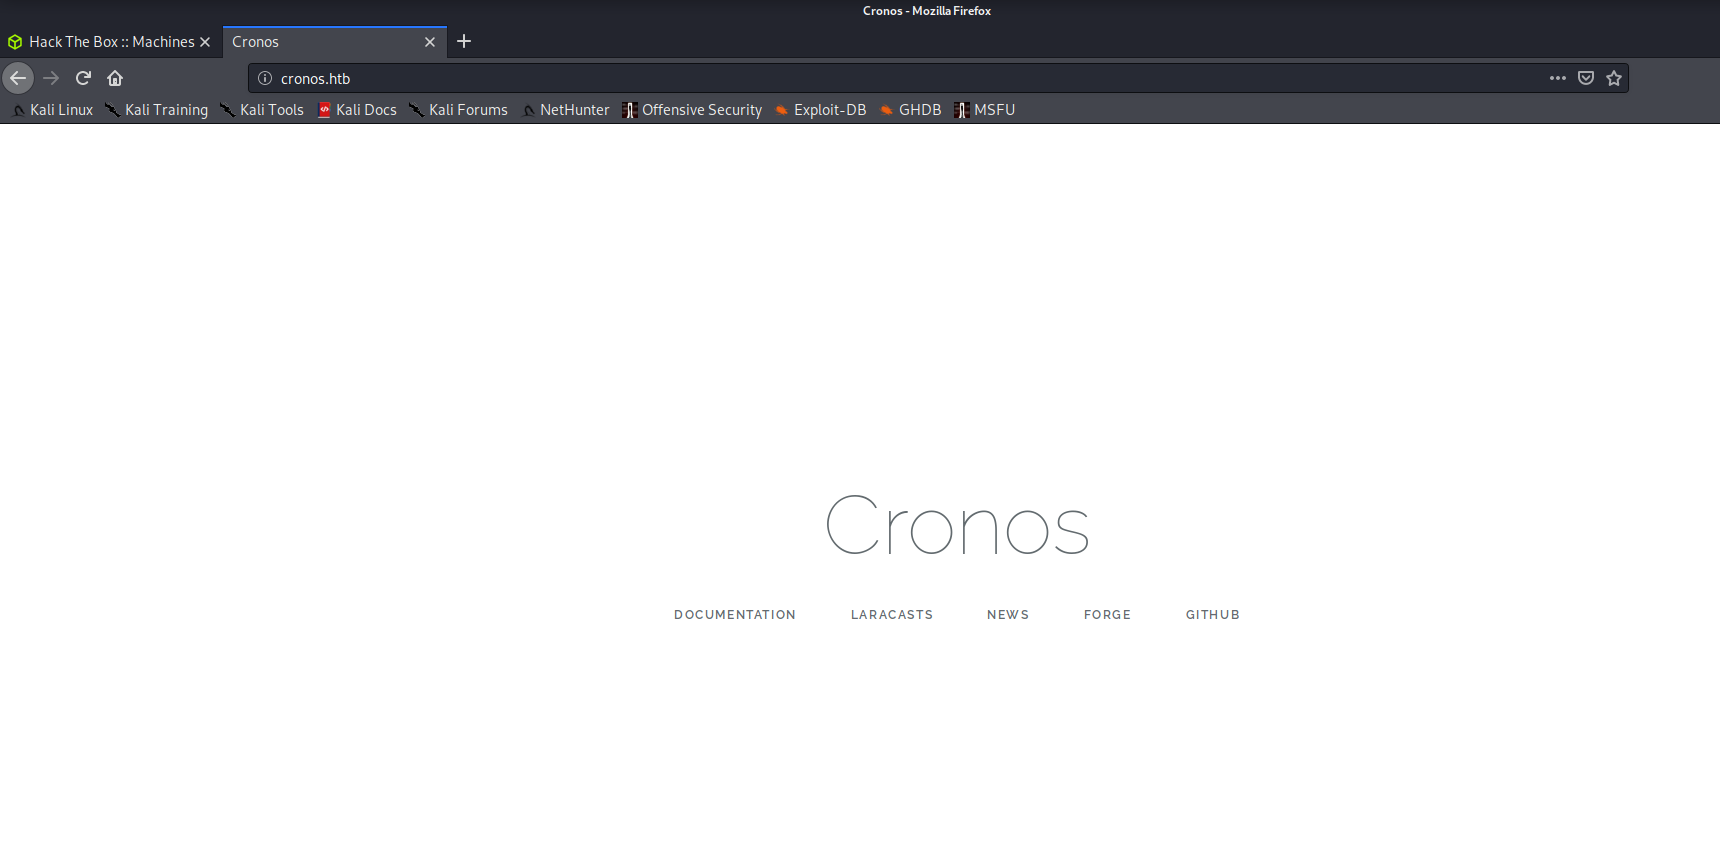 Cronos - Mozilla Firefox
Hack The Box :: Machines Cronos
cronos.htb
Kali Linux Kali Training Kali Tools Kali Docs Kali Forums NetHunter Offensive Security Exploit-DB GHDB MSFU
Cronos
DOCUMENTATION LARACASTS NEWS FORGE GITHUB